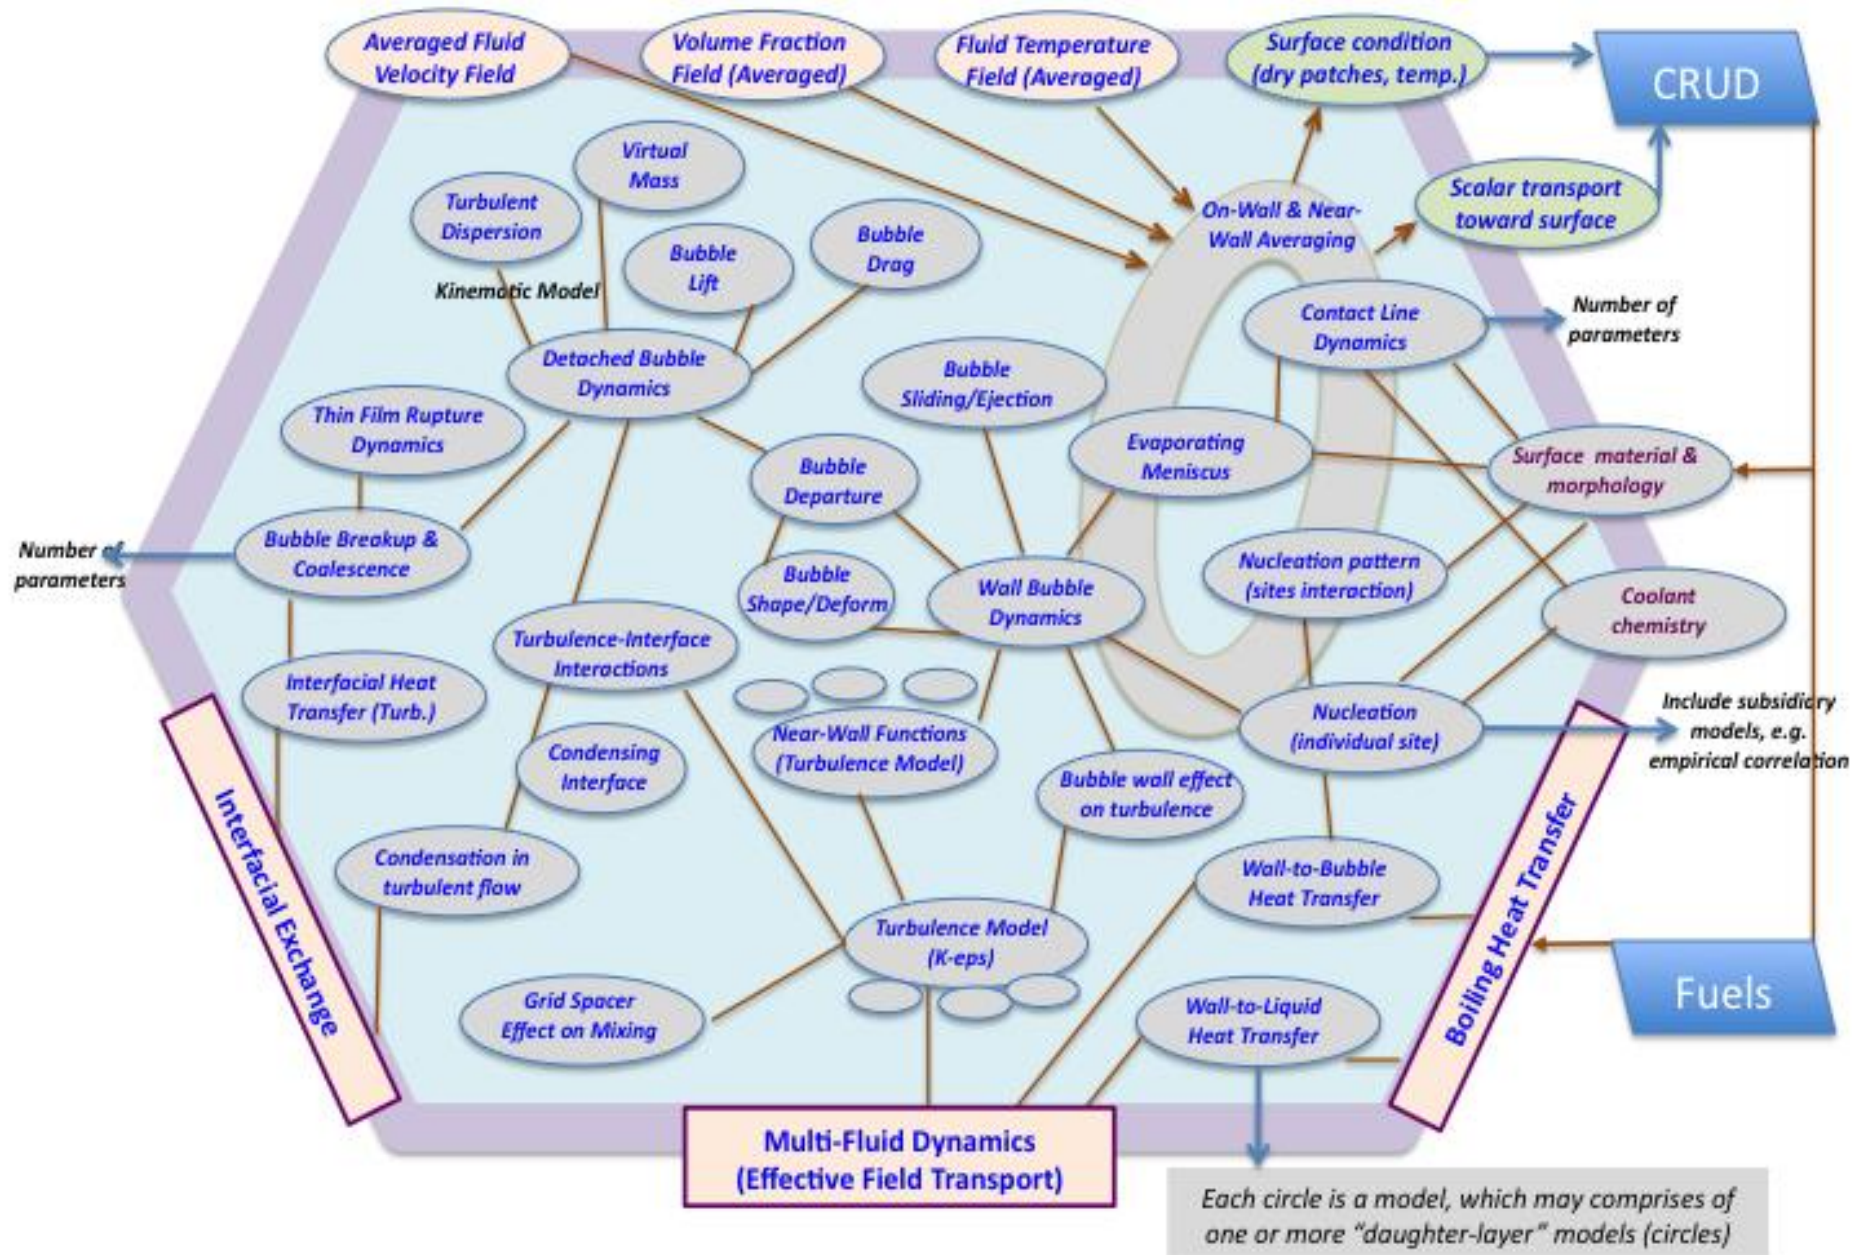 Averaged Fluid
Velocity Field
Volume Fraction
Field (Averaged)
Fluid Temperature
Field (Averaged)
Surface condition
(dry patches, temp.)
CRUD
Virtual
Mass
Turbulent
Dispersion
Bubble
Lift
Bubble
Drag
Kinematic Model
On-Wall & Near-
Wall Averaging
Scalar transport
toward surface
Contact Line
Dynamics
Number of
parameters
Detached Bubble
Dynamics
Bubble
Sliding/Ejection
Thin Film Rupture
Dynamics
Bubble
Departure
Evaporating
Meniscus
Surface material &
morphology
Number of
parameters
Bubble Breakup &
Coalescence
Bubble
Shape/Deform
Wall Bubble
Dynamics
Nucleation pattern
(sites interaction)
Coolant
chemistry
Turbulence-Interface
Interactions
Interfacial Heat
Transfer (Turb.)
Condensing
Interface
Near-Wall Functions
(Turbulence Model)
Bubble wall effect
on turbulence
Nucleation
(individual site)
Include subsidiary
models, e.g.
empirical correlation
Interfacial Exchange
Condensation in
turbulent flow
Wall-to-Bubble
Heat Transfer
Boiling Heat Transfer
Turbulence Model
(K-eps)
Grid Spacer
Effect on Mixing
Wall-to-Liquid
Heat Transfer
Fuels
Multi-Fluid Dynamics
(Effective Field Transport)
Each circle is a model, which may comprises of
one or more “daughter-layer” models (circles)